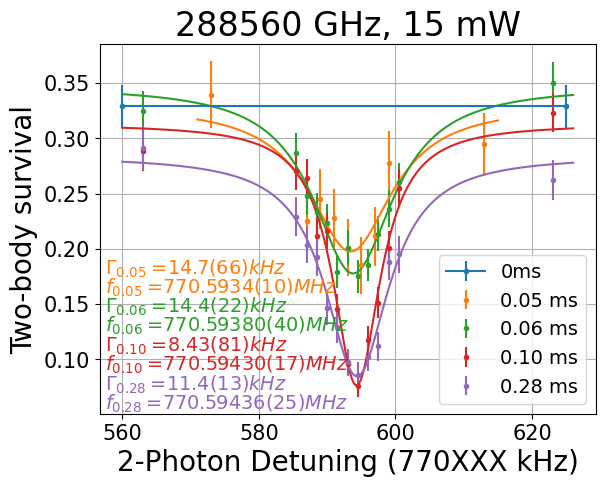 288560 GHz, 15 mW
Two-body survival
0.35
0.30
0.25
0.20
0.15
0.10
Γ0.05 =14.7(66)kHz
f0.05 =770.5934(10)MHz
Γ0.06 =14.4(22)kHz
f0.06 =770.59380(40)MHz
Γ0.10 =8.43(81)kHz
f0.10 =770.59430(17)MHz
Γ0.28 =11.4(13)kHz
f0.28 =770.59436(25)MHz
0ms
0.05 ms
0.06 ms
0.10 ms
0.28 ms
560 580 600 620
2-Photon Detuning (770XXX kHz)